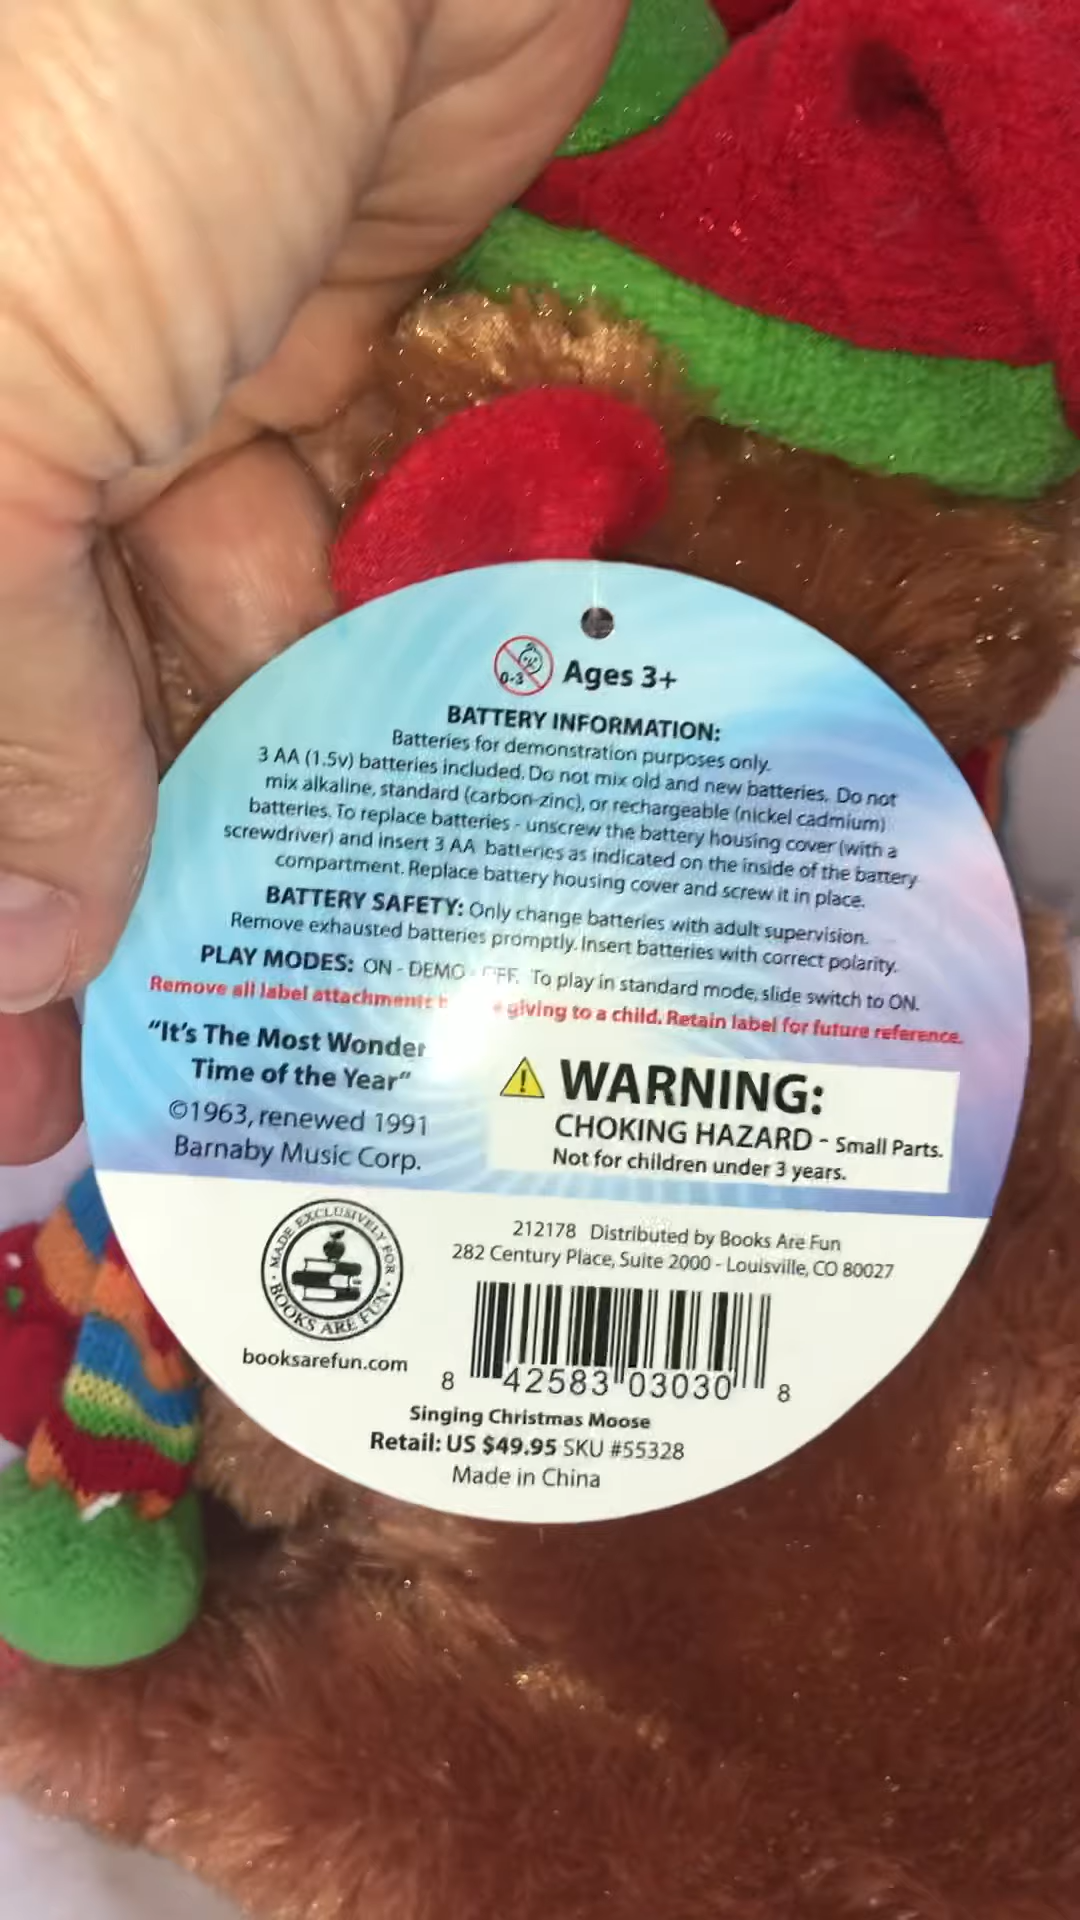 0-3 Ages 3+
BATTERY INFORMATION:
Batteries for demonstration purposes only.
3 AA (1.5v) batteries included. Do not mix old and new batteries. Do not
mix alkaline, standard (carbon-zinc), or rechargeable (nickel cadmium)
batteries. To replace batteries - unscrew the battery housing cover (with a
screwdriver) and insert 3 AA batteries as indicated on the inside of the battery
compartment. Replace battery housing cover and screw it in place.
BATTERY SAFETY: Only change batteries with adult supervision.
Remove exhausted batteries promptly. Insert batteries with correct polarity.
PLAY MODES: ON - DEMO - OFF. To play in standard mode, slide switch to ON.
Remove all label attachments giving to a child. Retain label for future reference.
"It's The Most Wonder
Time of the Year"
©1963, renewed 1991
Barnaby Music Corp.
WARNING:
CHOKING HAZARD - Small Parts.
Not for children under 3 years.
MADE EXCLUSIVELY FOR
BOOKS ARE FUN
booksarefun.com
212178 Distributed by Books Are Fun
282 Century Place, Suite 2000 - Louisville, CO 80027
8 42583 03030 8
Singing Christmas Moose
Retail: US $49.95 SKU #55328
Made in China